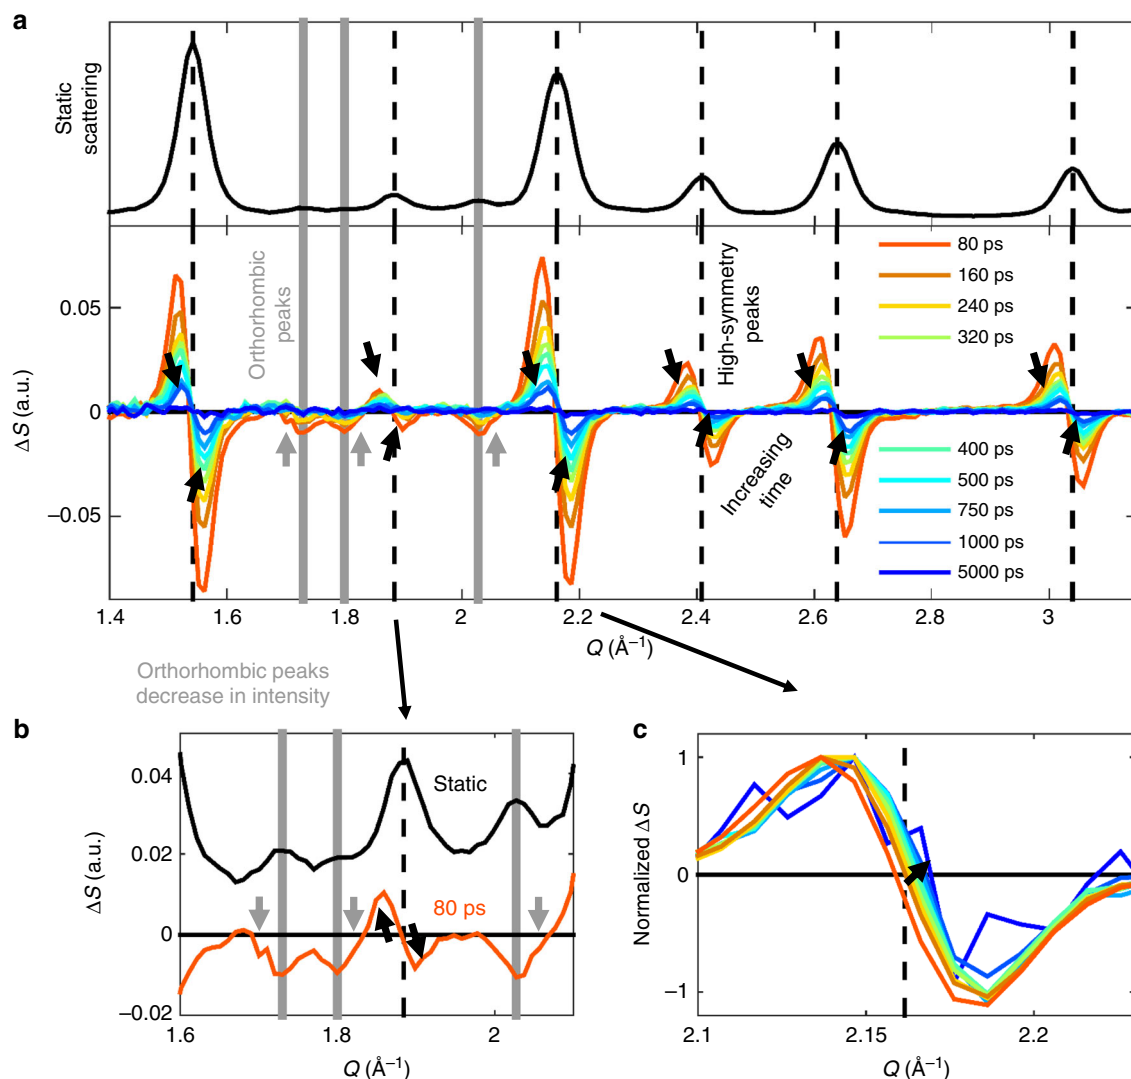 a
Static
scattering
Orthorhombic
peaks
High-symmetry peaks
Increasing
time
80 ps
160 ps
240 ps
320 ps
400 ps
500 ps
750 ps
1000 ps
5000 ps
0.05
0
−0.05
ΔS (a.u.)
1.4
1.6
1.8
2
2.2
2.4
2.6
2.8
3
Q (Å−1)
Orthorhombic peaks
decrease in intensity
b
0.04
0.02
0
−0.02
ΔS (a.u.)
Static
80 ps
1.6
1.8
2
Q (Å−1)
c
1
0
−1
Normalized ΔS
2.1
2.15
2.2
Q (Å−1)